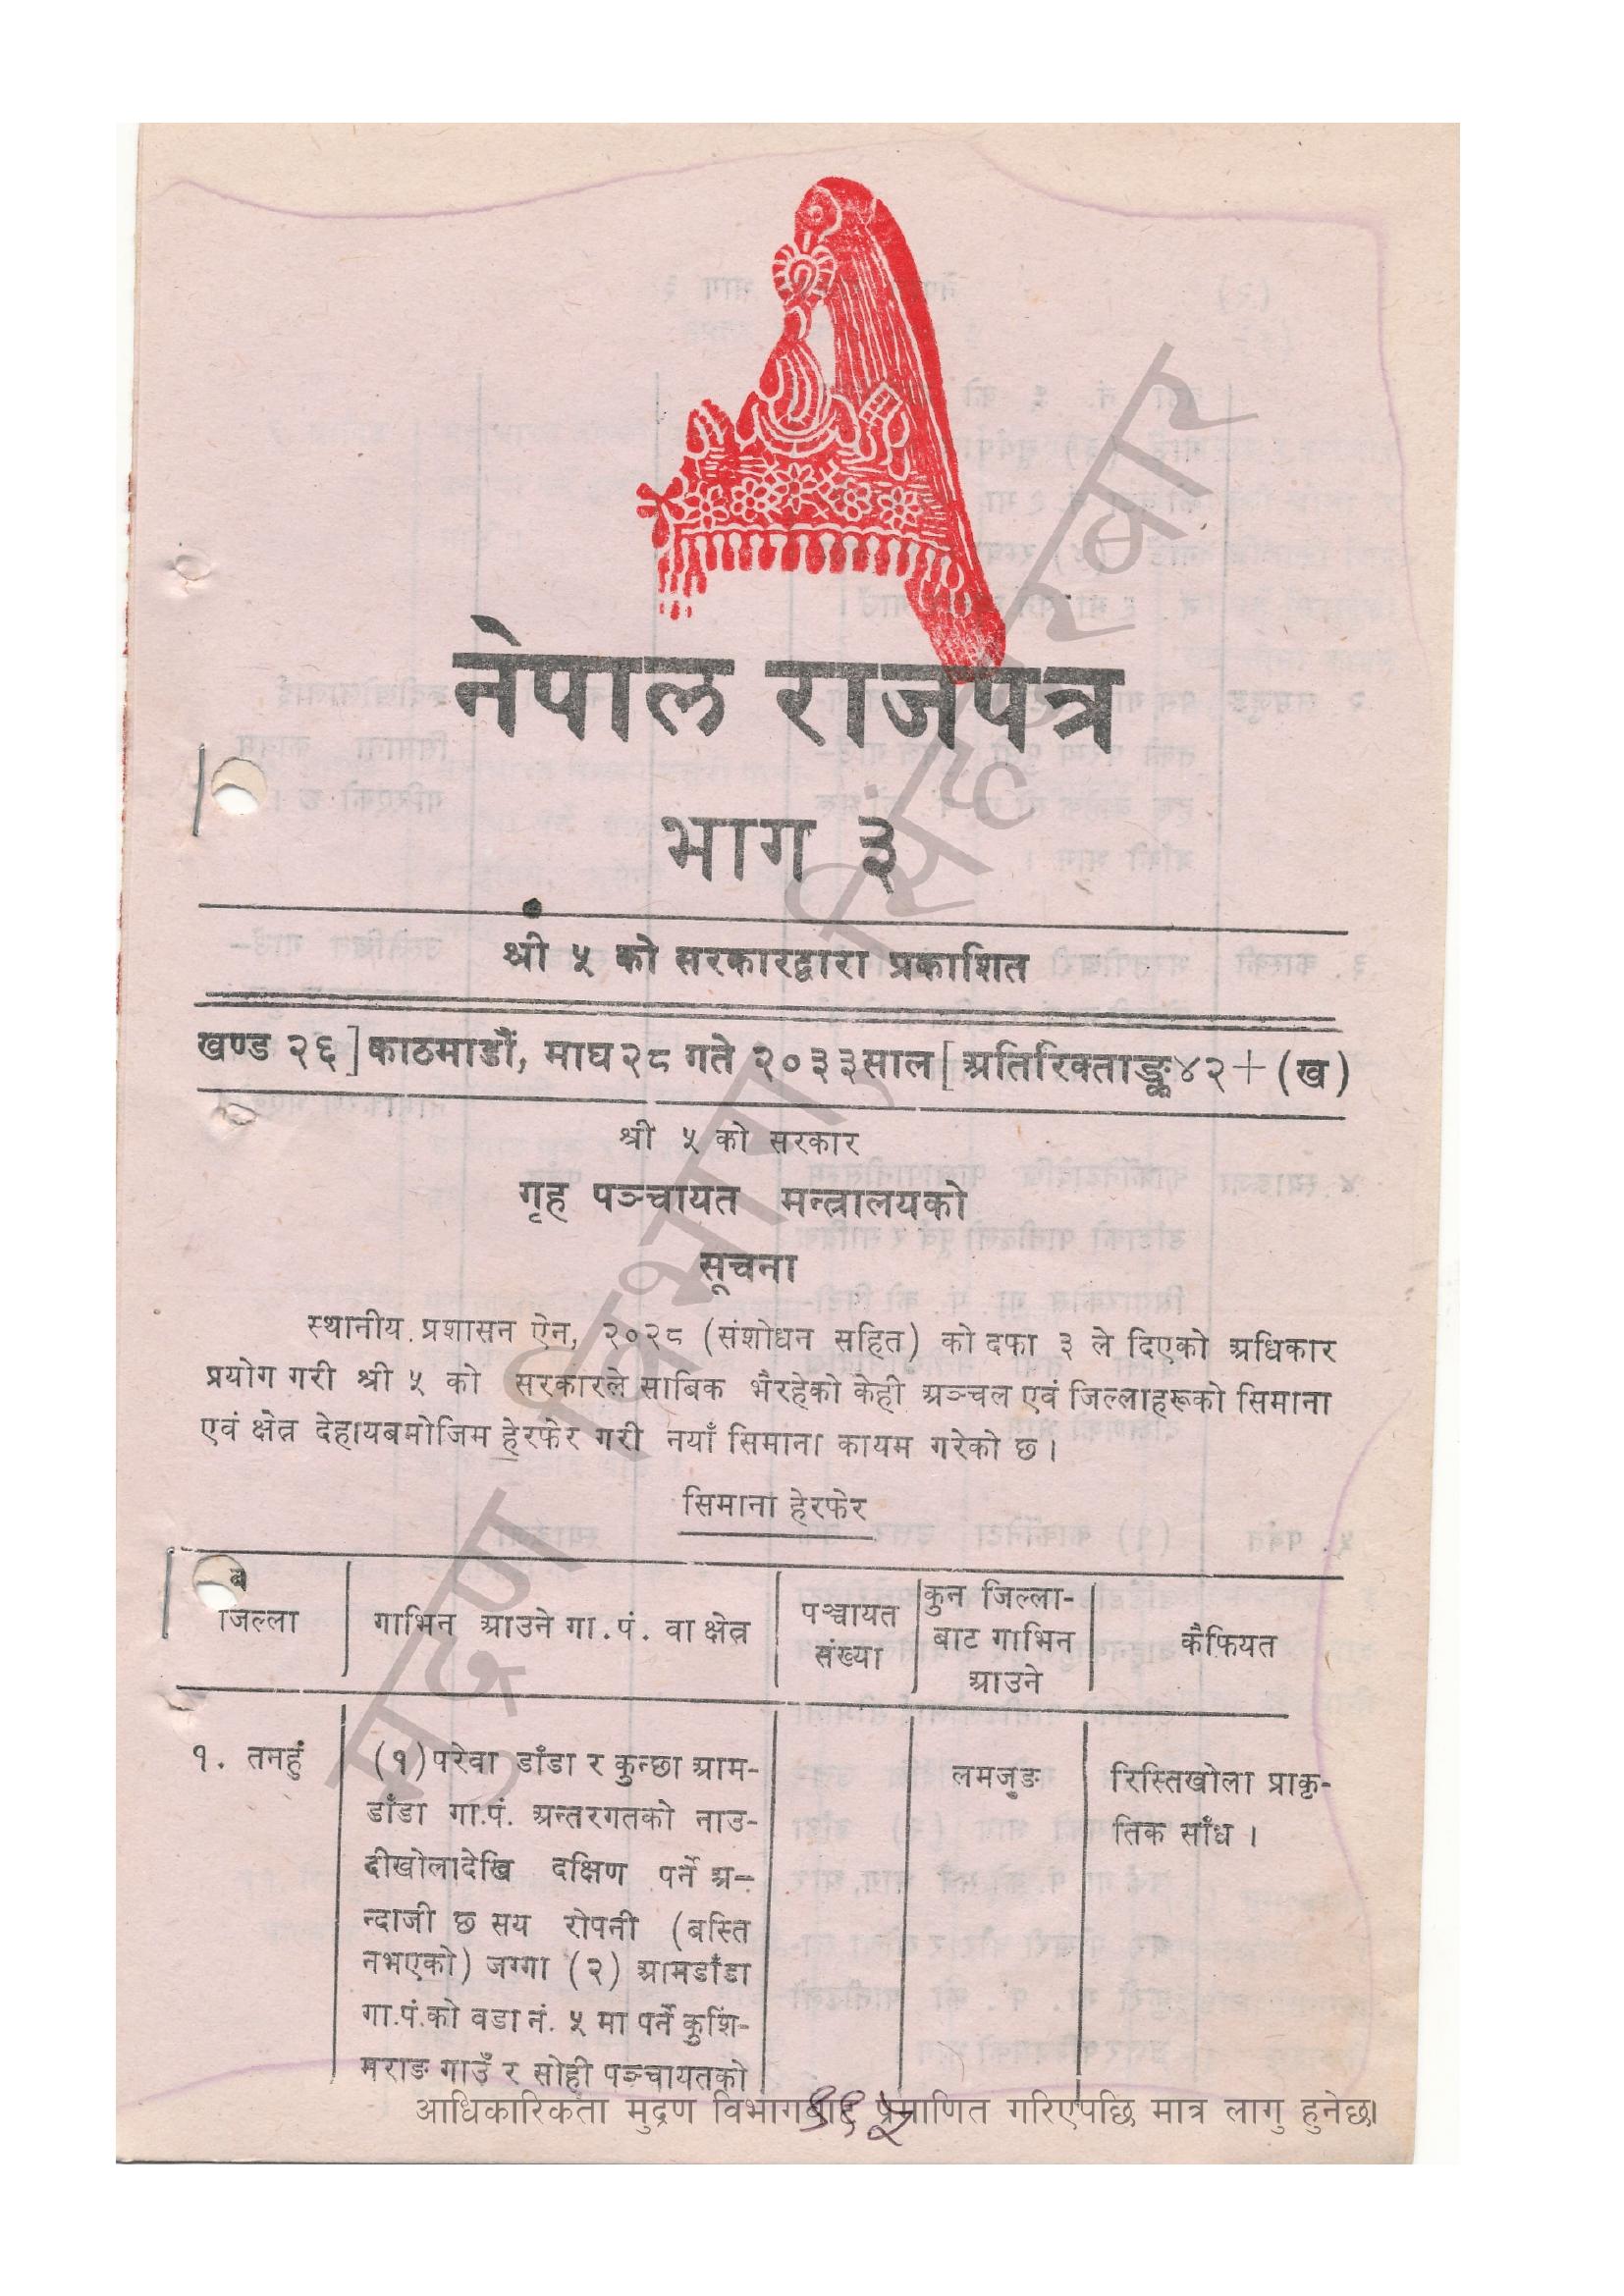 नेपाल राजपत्र
भाग ३
श्री ५ को सरकारद्वारा प्रकाशित
खण्ड २६] काठमाडौं, माघ २८ गते २०३३ साल [अतिरिक्ताङ्क ४२+(ख)
श्री ५ को सरकार
गृह पञ्चायत मन्त्रालयको
सूचना
स्थानीय प्रशासन ऐन, २०२८ (संशोधन सहित) को दफा ३ ले दिएको अधिकार
प्रयोग गरी श्री ५ को सरकारले साबिक भैरहेको केही अञ्चल एवं जिल्लाहरूको सिमाना
एवं क्षेत्र देहायबमोजिम हेरफेर गरी नयाँ सिमाना कायम गरेको छ।
सिमाना हेरफेर
जिल्ला
गाभिन आउने गा.पं. वा क्षेत्र
पञ्चायत
संख्या
कुन जिल्ला-
बाट गाभिन
आउने
कैफियत
१. तनहुं
(१) परेवा डाँडा र कुन्छा आम-
डाँडा गा.पं. अन्तरगतको नाउ-
दीखोलादेखि दक्षिण पर्ने अ-
न्दाजी छ सय रोपनी (बस्ति
नभएको) जग्गा (२) आमडाँडा
गा.पं.को वडा नं. ५ मा पर्ने कुशि-
मराङ गाउँ र सोही पञ्चायतको
लमजुङ
रिस्तिखोला प्राकृ-
तिक साँध ।
मुद्रण विभाग, सिंहदरबार
आधिकारिकता मुद्रण विभागबाट प्रमाणित गरिएपछि मात्र लागु हुनेछ।